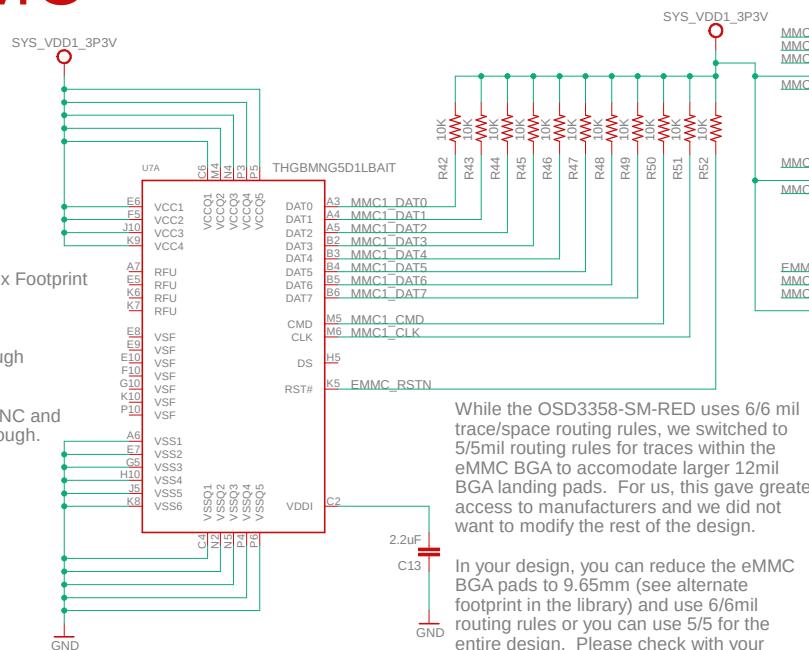 SYS_VDD1_3P3V
SYS_VDD1_3P3V
MMC
MMC
MMC
MMC
MMC
MMC
EMM
MMC
MMC
10K 10K 10K 10K 10K 10K 10K 10K 10K 10K 10K
R42 R43 R44 R45 R46 R47 R48 R49 R50 R51 R52
U7A
THGBMNG5D1LBAIT
C6 M4 N4 P3 P5
VCCQ1 VCCQ2 VCCQ3 VCCQ4 VCCQ5
E6 VCC1
F5 VCC2
J10 VCC3
K9 VCC4
A7 RFU
E5 RFU
K6 RFU
K7 RFU
E8 VSF
E9 VSF
E10 VSF
F10 VSF
G10 VSF
K10 VSF
P10 VSF
A6 VSS1
E7 VSS2
G5 VSS3
H10 VSS4
J5 VSS5
K8 VSS6
DAT0 A3 MMC1_DAT0
DAT1 A4 MMC1_DAT1
DAT2 A5 MMC1_DAT2
DAT3 B2 MMC1_DAT3
DAT4 B3 MMC1_DAT4
DAT5 B4 MMC1_DAT5
DAT6 B5 MMC1_DAT6
DAT7 B6 MMC1_DAT7
CMD M5 MMC1_CMD
CLK M6 MMC1_CLK
DS H5
RST# K5 EMMC_RSTN
VDDI C2
VSSQ1 VSSQ2 VSSQ3 VSSQ4 VSSQ5
C4 N2 N5 P4 P6
x Footprint
ugh
NC and
ough.
2.2uF
C13
GND
GND
While the OSD3358-SM-RED uses 6/6 mil
trace/space routing rules, we switched to
5/5mil routing rules for traces within the
eMMC BGA to accomodate larger 12mil
BGA landing pads. For us, this gave greate
access to manufacturers and we did not
want to modify the rest of the design.
In your design, you can reduce the eMMC
BGA pads to 9.65mm (see alternate
footprint in the library) and use 6/6mil
routing rules or you can use 5/5 for the
entire design. Please check with your